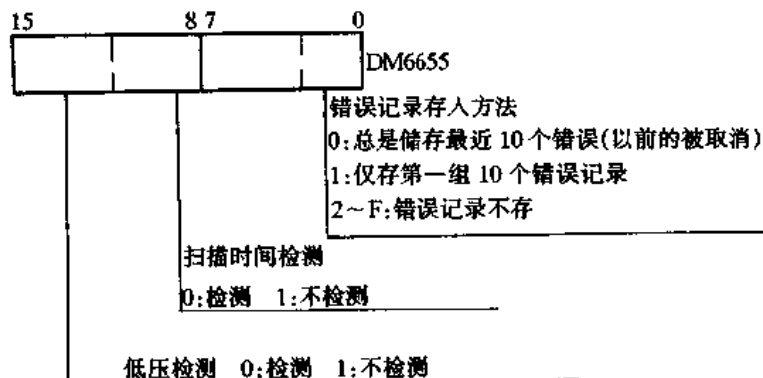 15 8 7 0
DM6655
错误记录存入方法
0:总是储存最近 10 个错误(以前的被取消)
1:仅存第一组 10 个错误记录
2～F:错误记录不存
扫描时间检测
0:检测 1:不检测
低压检测 0:检测 1:不检测